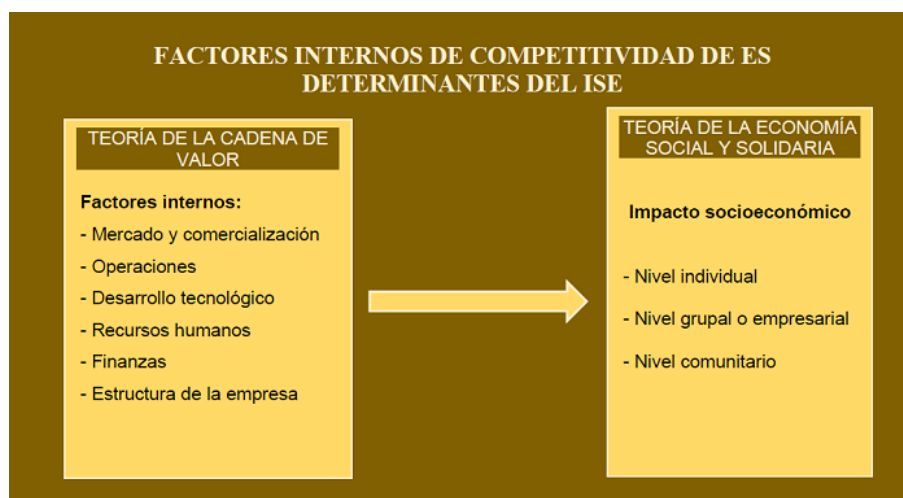 FACTORES INTERNOS DE COMPETITIVIDAD DE ES
DETERMINANTES DEL ISE
TEORÍA DE LA CADENA DE
VALOR
Factores internos:
- Mercado y comercialización
- Operaciones
- Desarrollo tecnológico
- Recursos humanos
- Finanzas
- Estructura de la empresa
TEORÍA DE LA ECONOMÍA
SOCIAL Y SOLIDARIA
Impacto socioeconómico
- Nivel individual
- Nivel grupal o empresarial
- Nivel comunitario